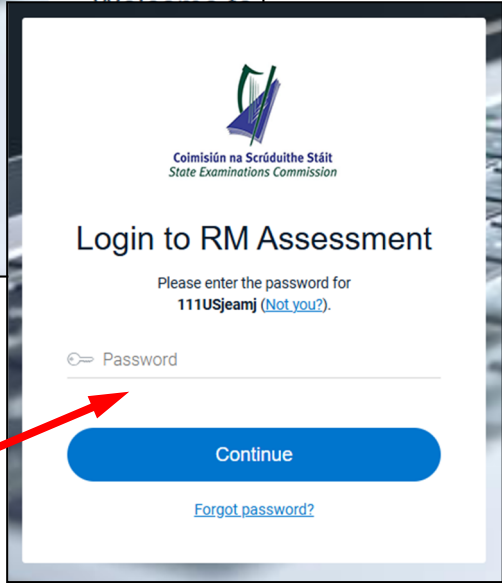 Coimisiún na Scrúduithe Stáit
State Examinations Commission
Login to RM Assessment
Please enter the password for
111USjeamj (Not you?).
Password
Continue
Forgot password?